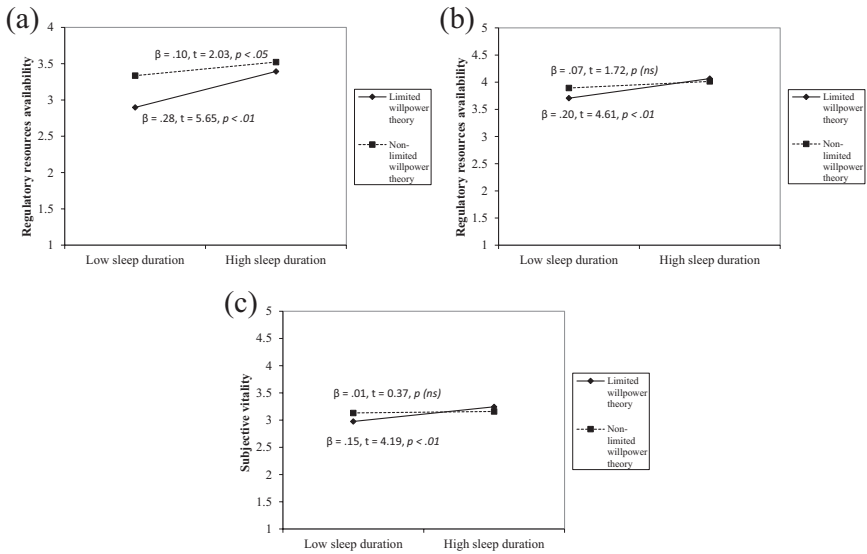 (a)
4
3.5
3
2.5
2
1.5
1
Regulatory resources availability
β = .10, t = 2.03, p < .05
β = .28, t = 5.65, p < .01
Low sleep duration
High sleep duration
Limited
willpower
theory
Non-
limited
willpower
theory
(b)
5
4.5
4
3.5
3
2.5
2
1.5
1
Regulatory resources availability
β = .07, t = 1.72, p (ns)
β = .20, t = 4.61, p < .01
Low sleep duration
High sleep duration
Limited
willpower
theory
Non-
limited
willpower
theory
(c)
5
4.5
4
3.5
3
2.5
2
1.5
1
Subjective vitality
β = .01, t = 0.37, p (ns)
β = .15, t = 4.19, p < .01
Low sleep duration
High sleep duration
Limited
willpower
theory
Non-
limited
willpower
theory